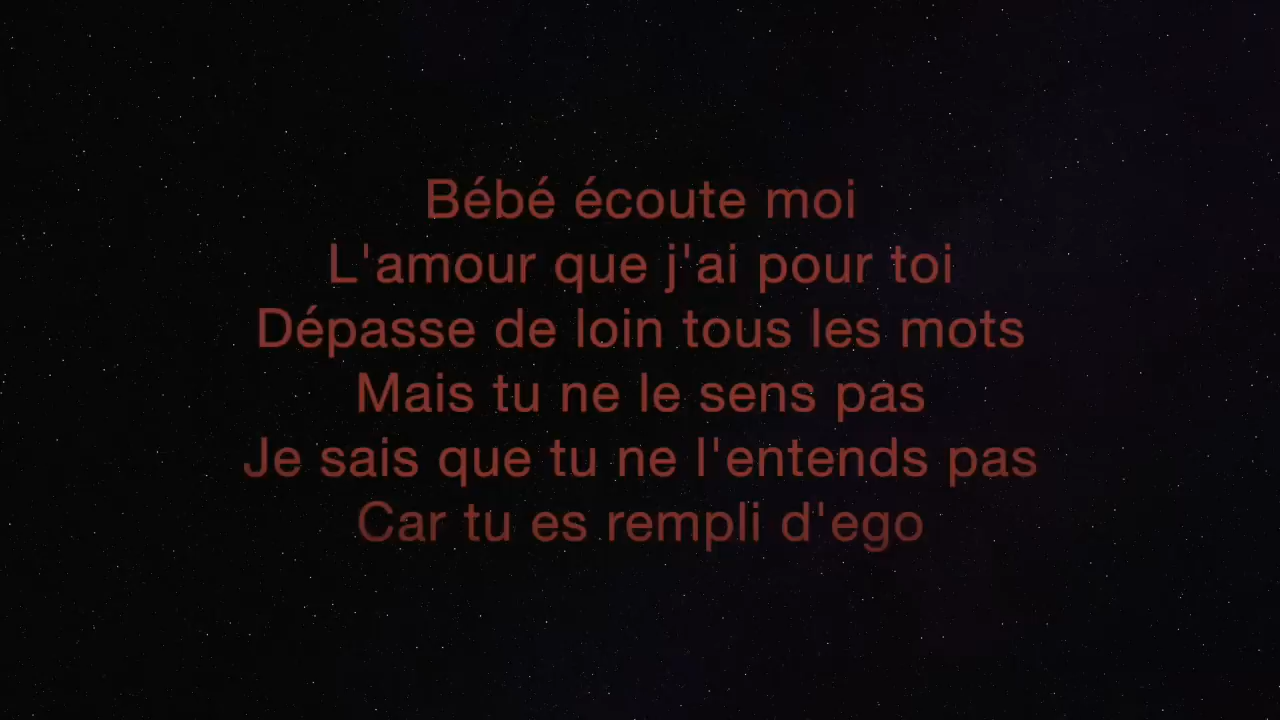 Bébé écoute moi
L'amour que j'ai pour toi
Dépasse de loin tous les mots
Mais tu ne le sens pas
Je sais que tu ne l'entends pas
Car tu es rempli d'ego